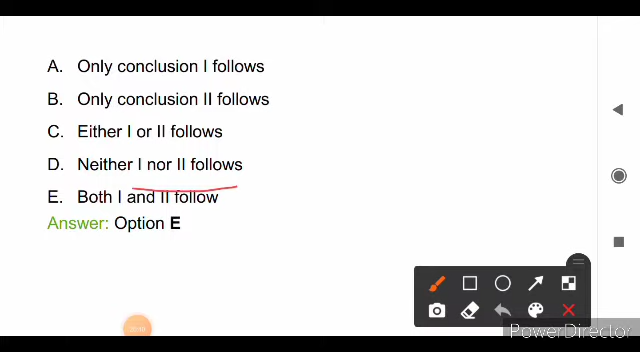 A. Only conclusion I follows
B. Only conclusion II follows
C. Either I or II follows
D. Neither I nor II follows
E. Both I and II follow
Answer: Option E
PowerDirector